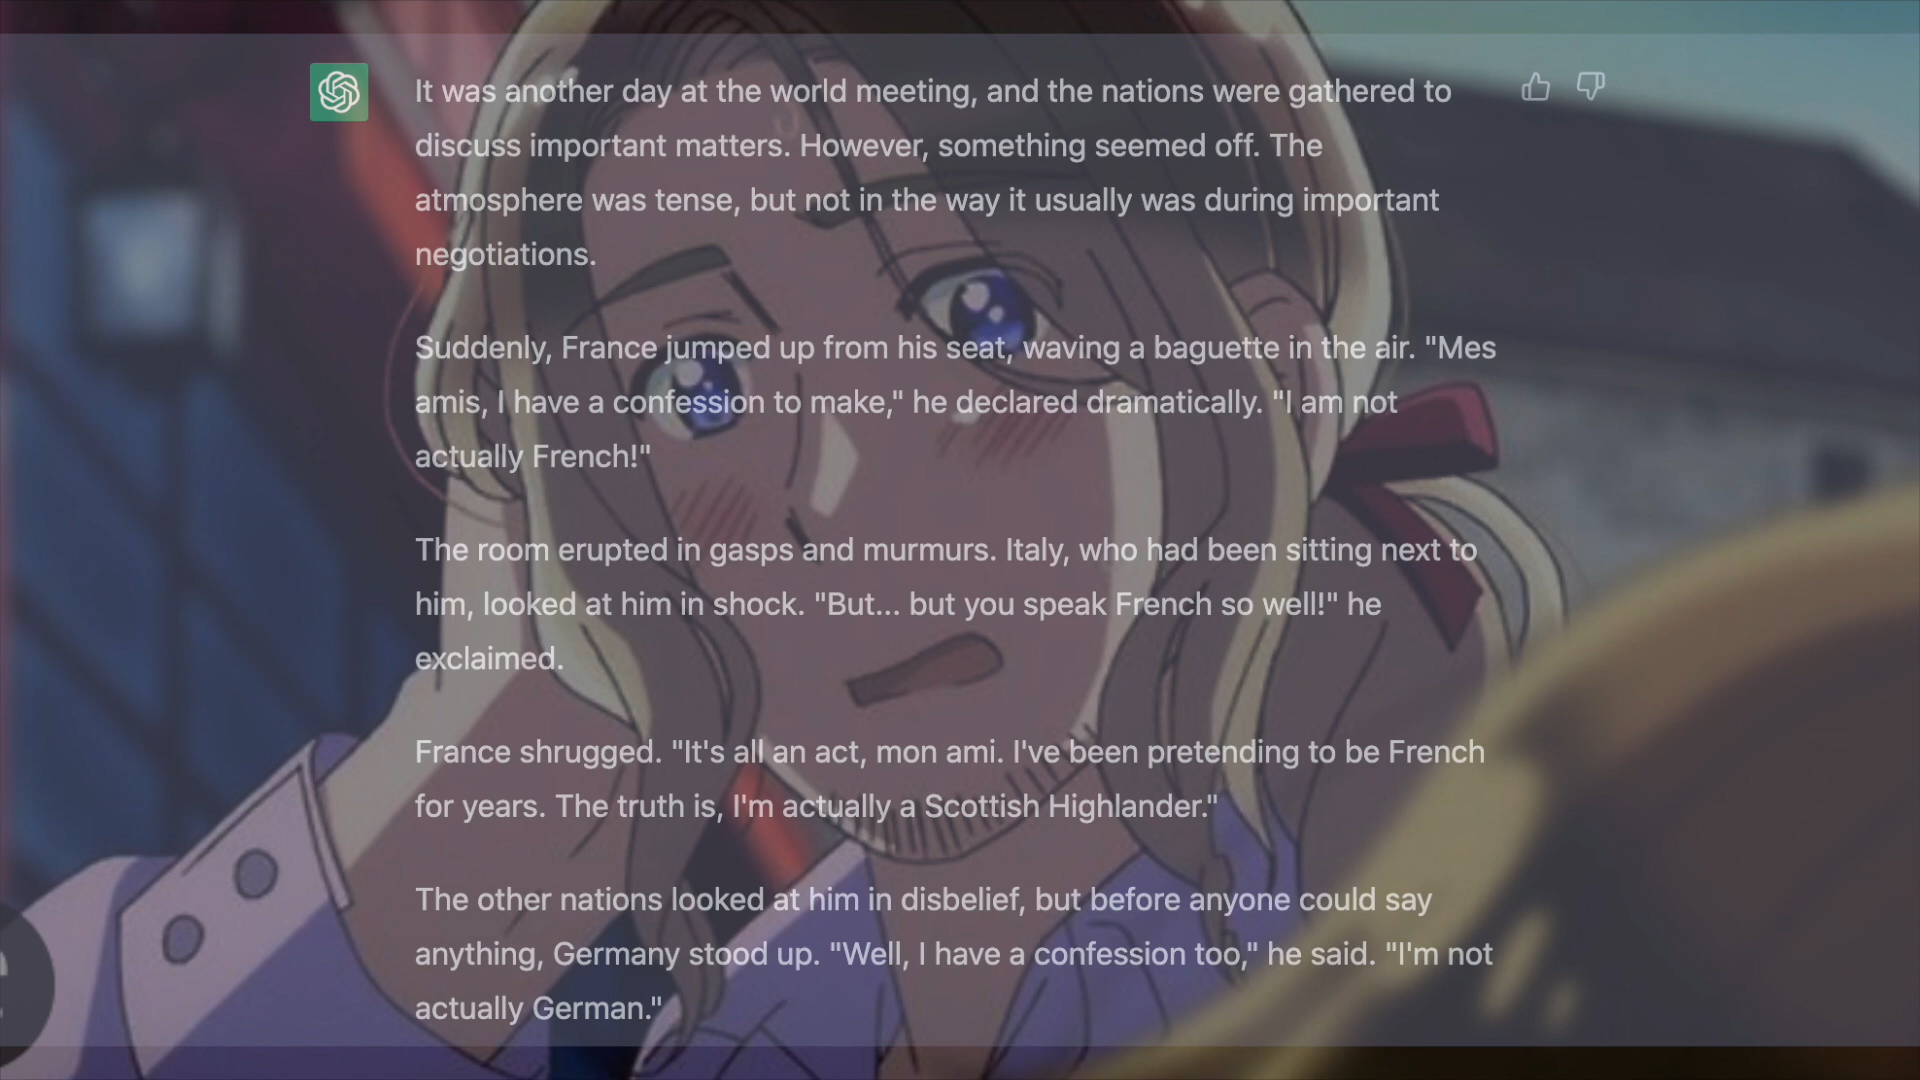 It was another day at the world meeting, and the nations were gathered to
discuss important matters. However, something seemed off. The
atmosphere was tense, but not in the way it usually was during important
negotiations.
Suddenly, France jumped up from his seat, waving a baguette in the air. "Mes
amis, I have a confession to make," he declared dramatically. "I am not
actually French!"
The room erupted in gasps and murmurs. Italy, who had been sitting next to
him, looked at him in shock. "But... but you speak French so well!" he
exclaimed.
France shrugged. "It's all an act, mon ami. I've been pretending to be French
for years. The truth is, I'm actually a Scottish Highlander."
The other nations looked at him in disbelief, but before anyone could say
anything, Germany stood up. "Well, I have a confession too," he said. "I'm not
actually German."